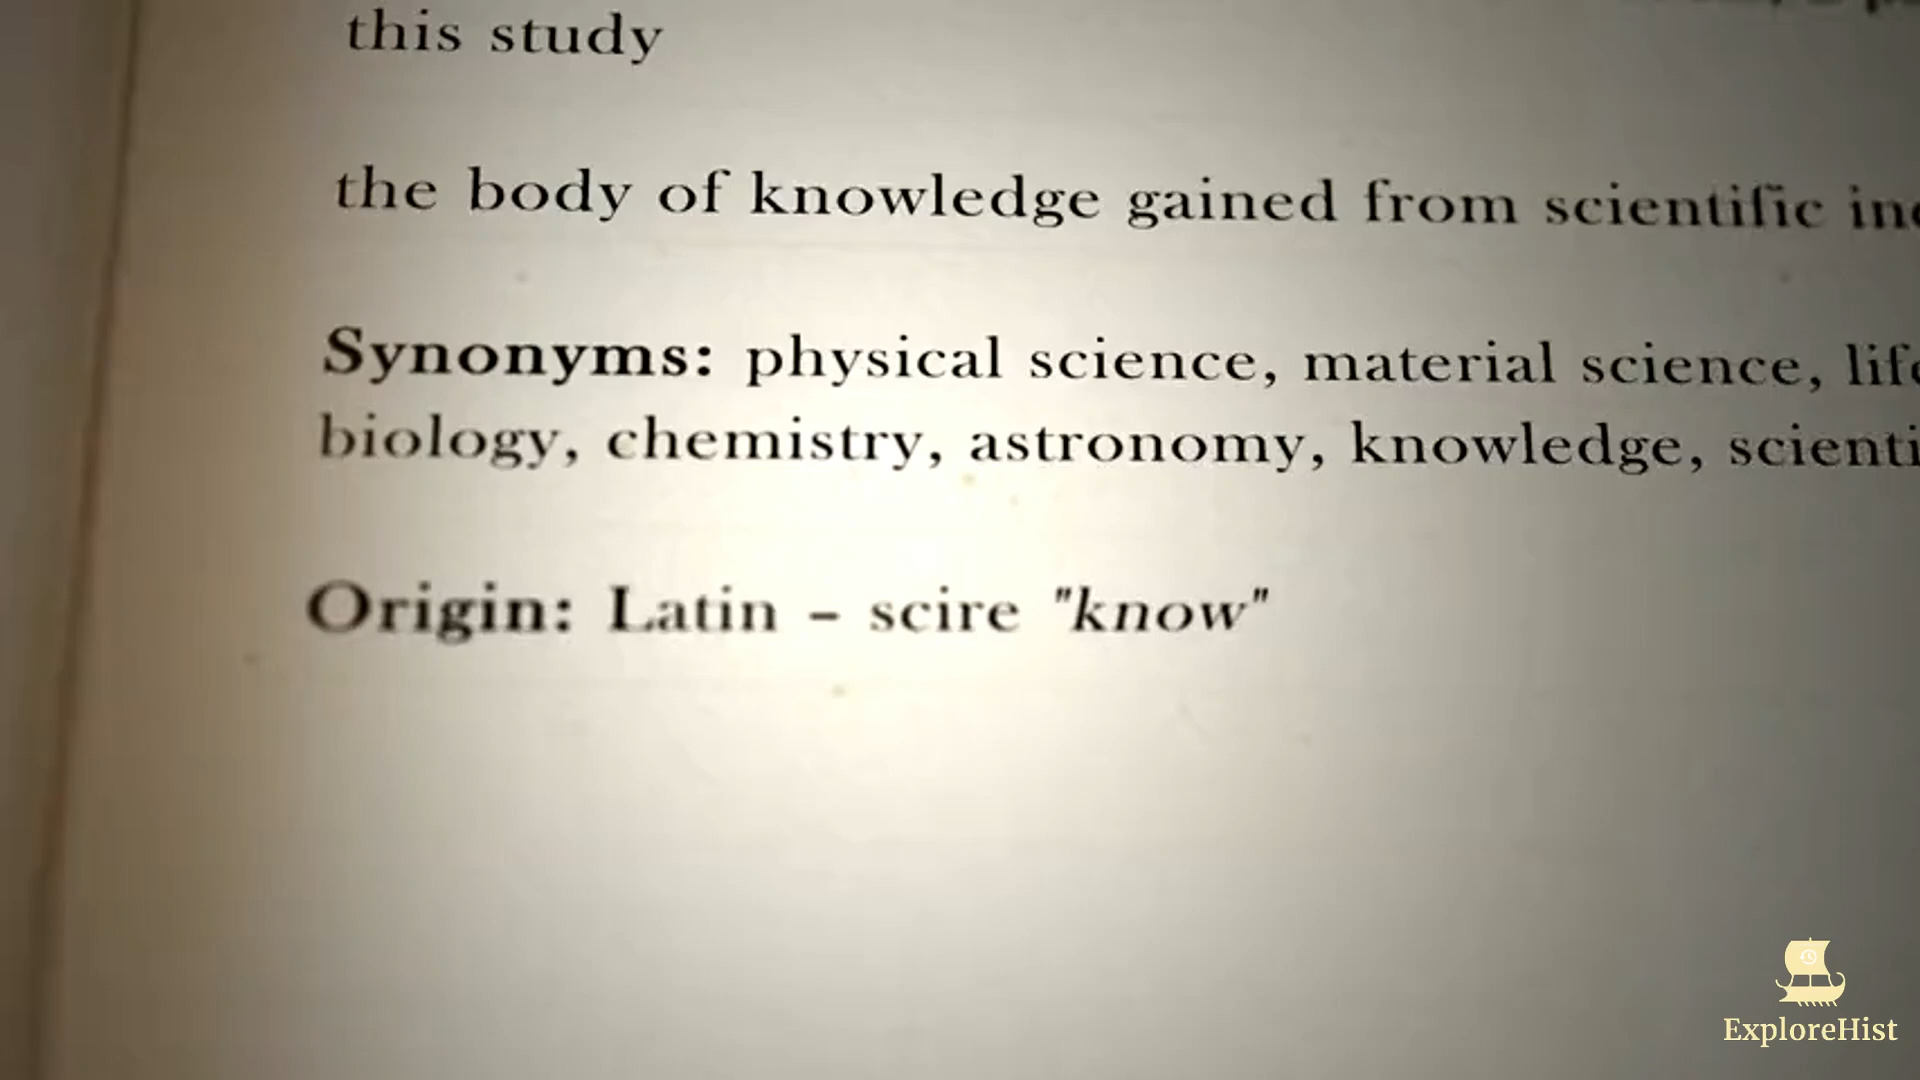 this study
the body of knowledge gained from scientific
Synonyms: physical science, material science,
biology, chemistry, astronomy, knowledge,
Origin: Latin – scire "know"
ExploreHist